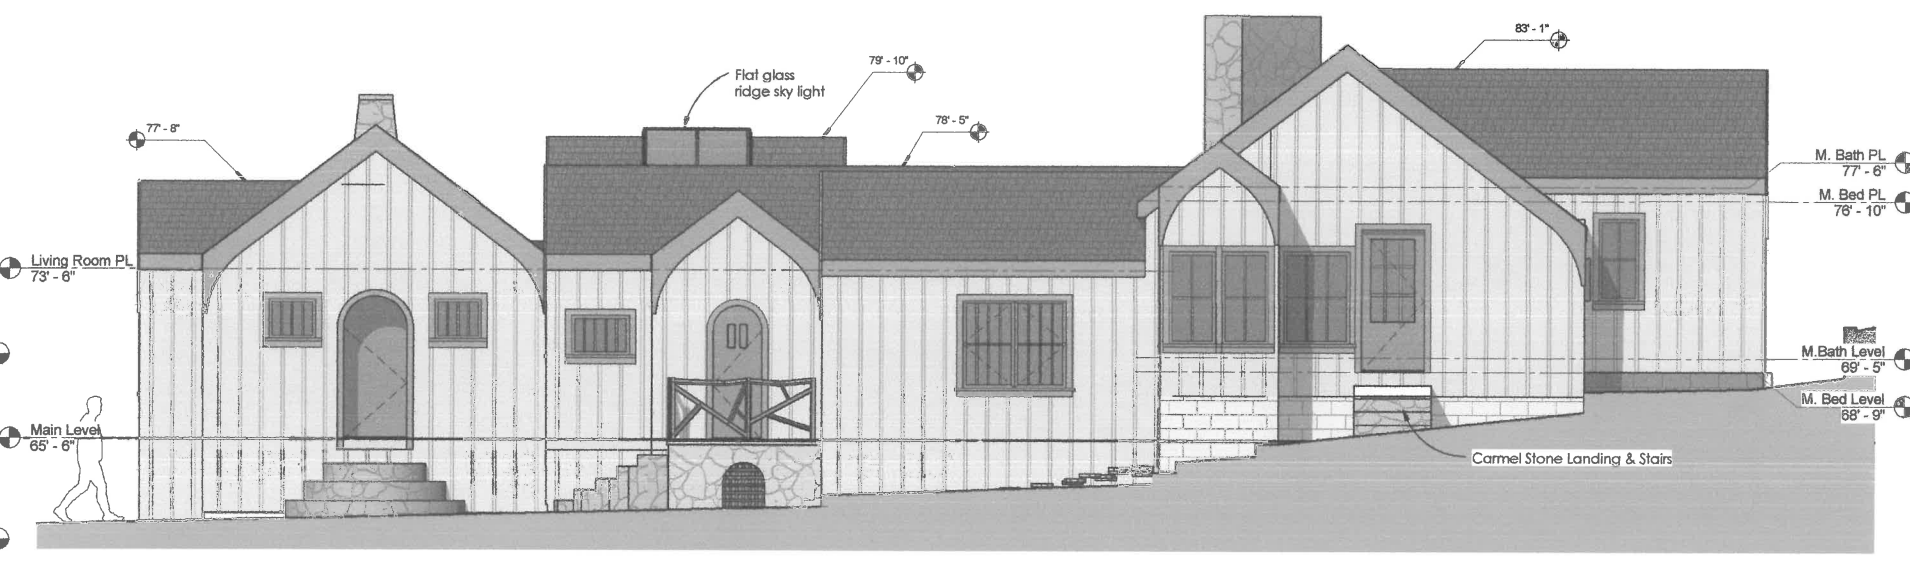 83' - 1"
79' - 10"
Flat glass
ridge sky light
78' - 5"
77' - 8"
M. Bath PL
77' - 6"
M. Bed PL
76' - 10"
Living Room PL
73' - 6"
M.Bath Level
69' - 5"
M. Bed Level
68' - 9"
Main Level
65' - 6"
Carmel Stone Landing & Stairs